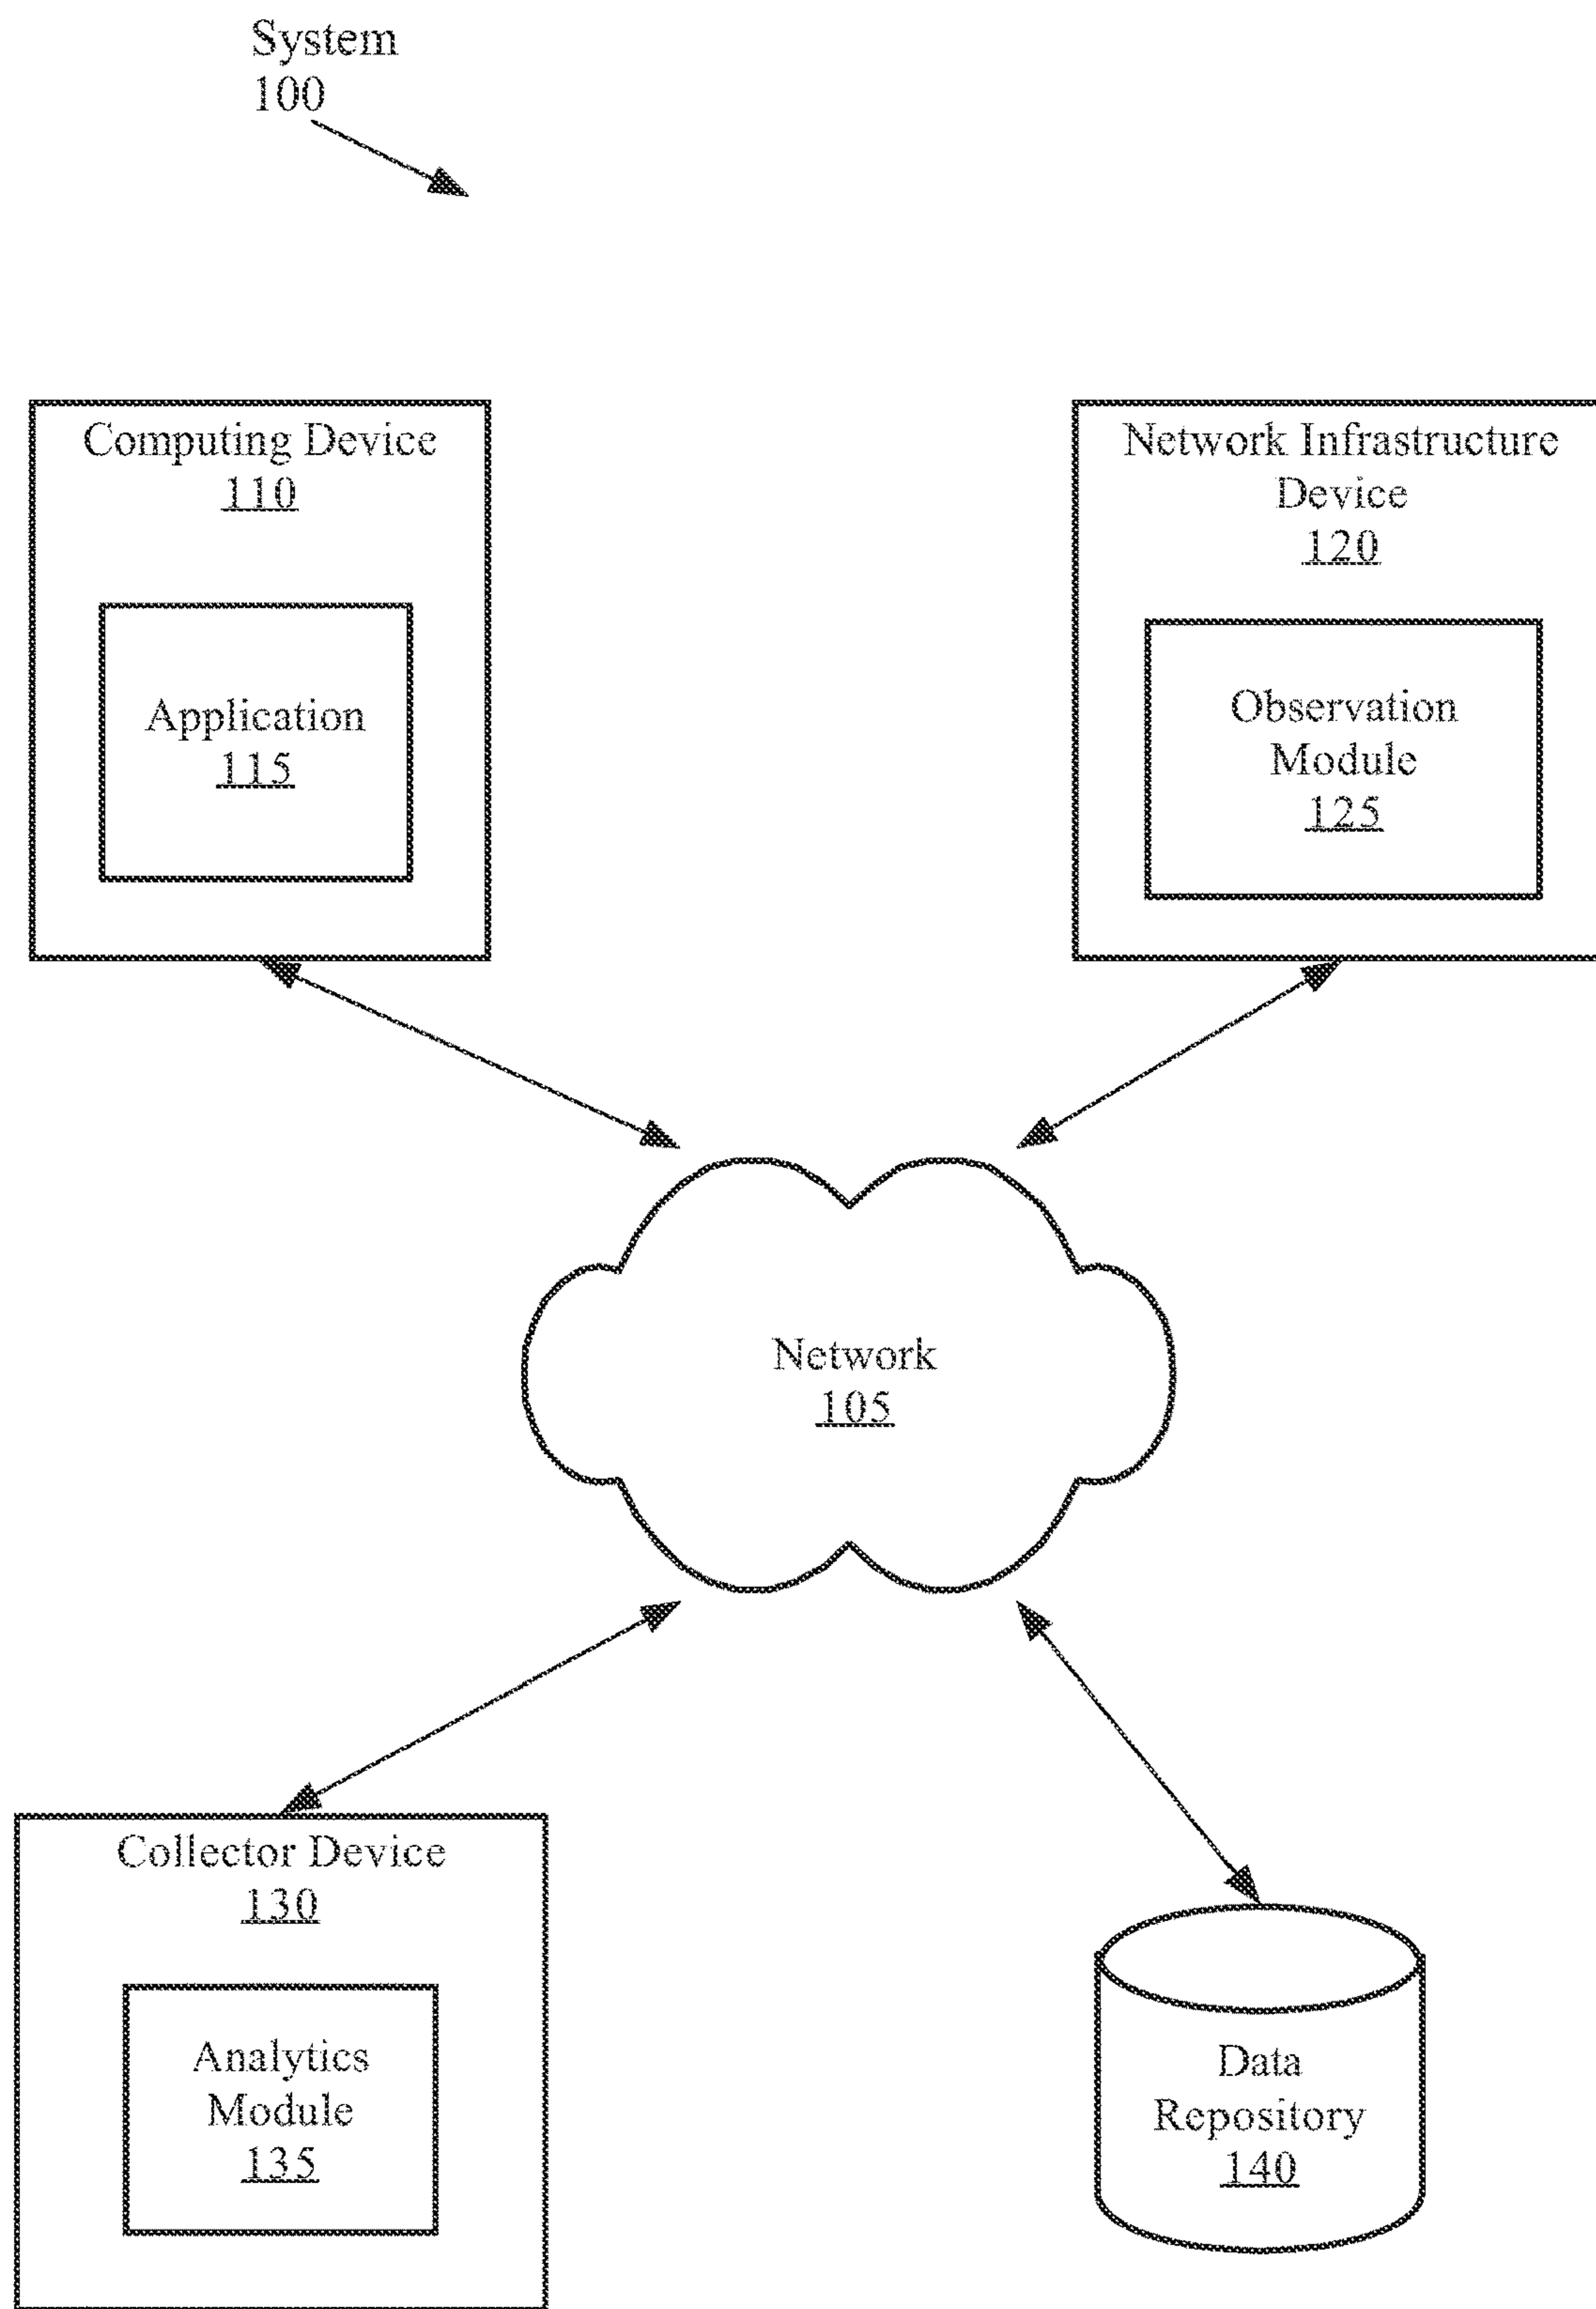 System
100
Computing Device
110
Application
115
Network Infrastructure
Device
120
Observation
Module
125
Network
105
Collector Device
130
Analytics
Module
135
Data
Repository
140